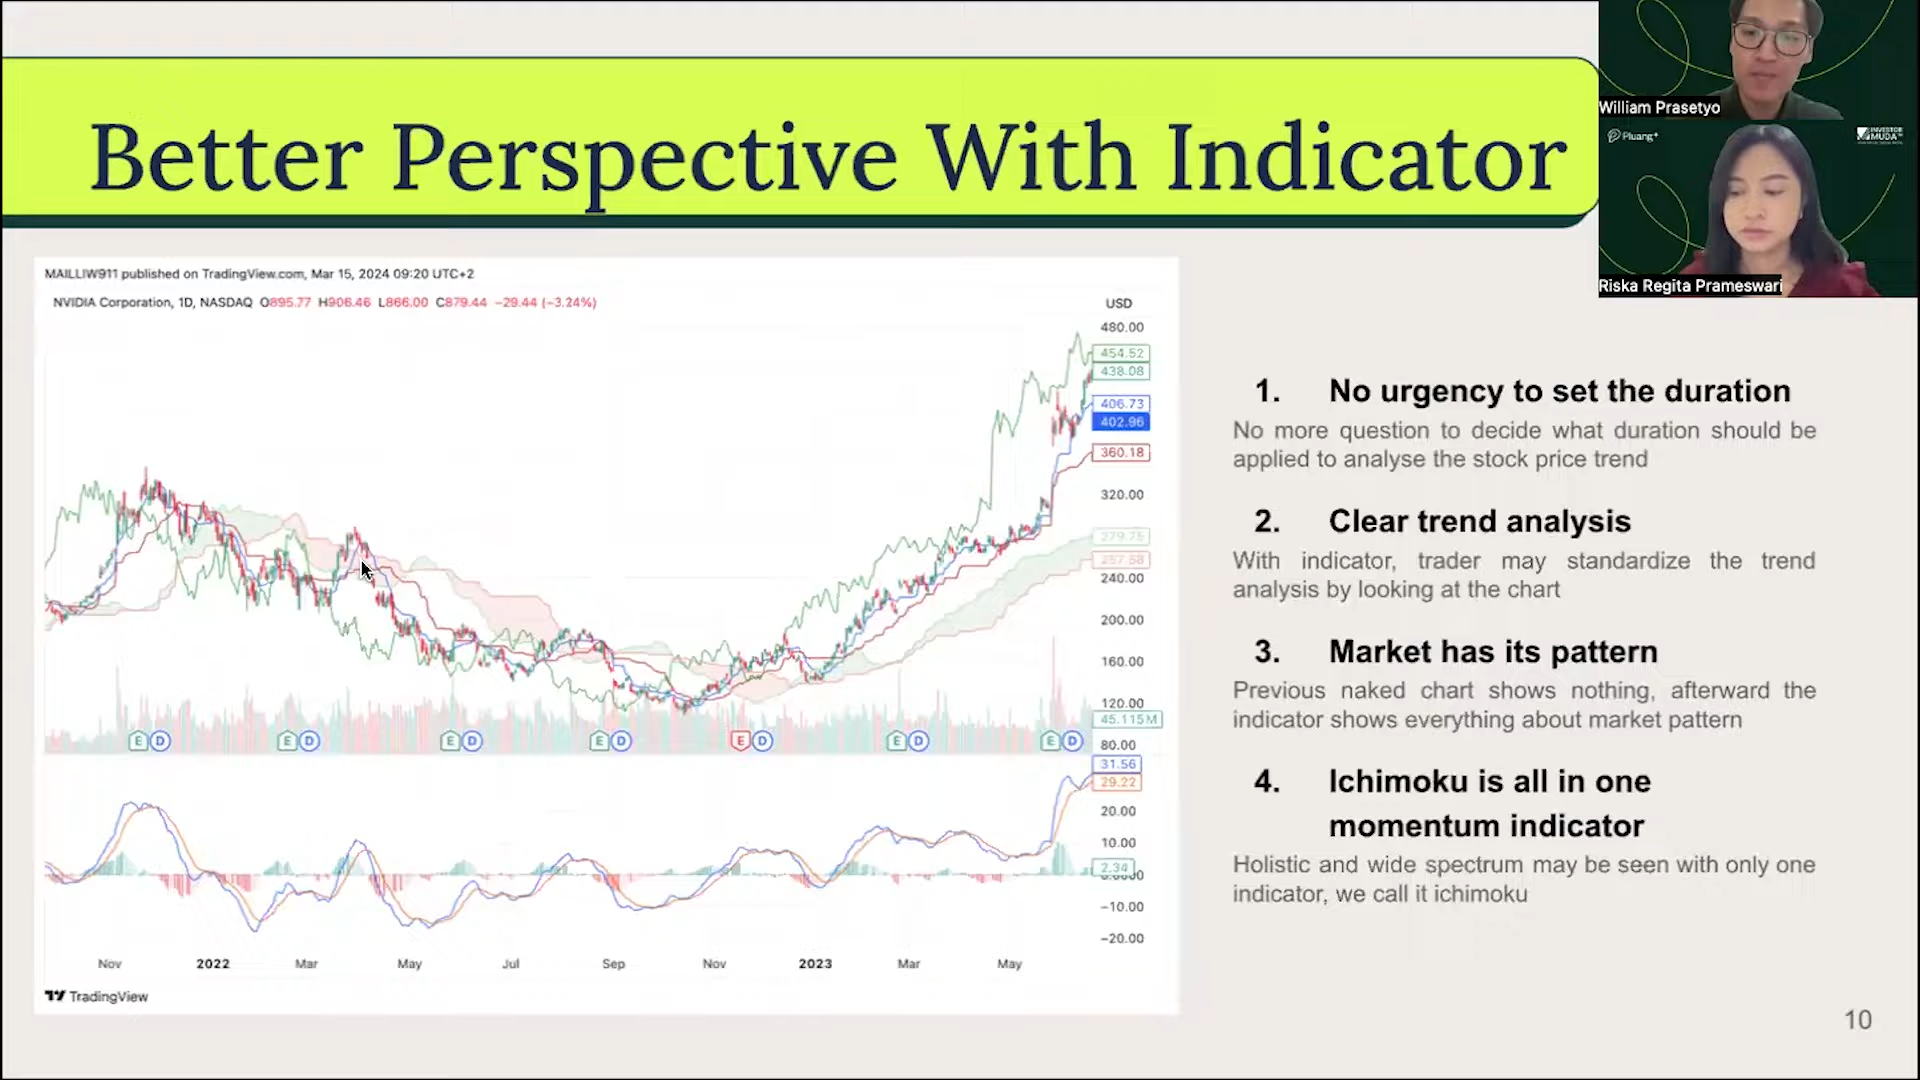 Better Perspective With Indicator
William Prasetyo
Pluang+
INVESTOR
MUDA
Riska Regita Prameswari
MAILLIW911 published on TradingView.com, Mar 15, 2024 09:20 UTC+2
NVIDIA Corporation, 1D, NASDAQ O895.77 H906.46 L866.00 C879.44 −29.44 (−3.24%)
USD
480.00
454.52
438.08
406.73
402.96
360.18
320.00
279.75
257.58
240.00
200.00
160.00
120.00
45.115M
80.00
E D E D E D E D E D E D E D
31.56
29.22
20.00
10.00
2.34
−10.00
−20.00
Nov 2022 Mar May Jul Sep Nov 2023 Mar May
TradingView
1. No urgency to set the duration
No more question to decide what duration should be
applied to analyse the stock price trend
2. Clear trend analysis
With indicator, trader may standardize the trend
analysis by looking at the chart
3. Market has its pattern
Previous naked chart shows nothing, afterward the
indicator shows everything about market pattern
4. Ichimoku is all in one
momentum indicator
Holistic and wide spectrum may be seen with only one
indicator, we call it ichimoku
10